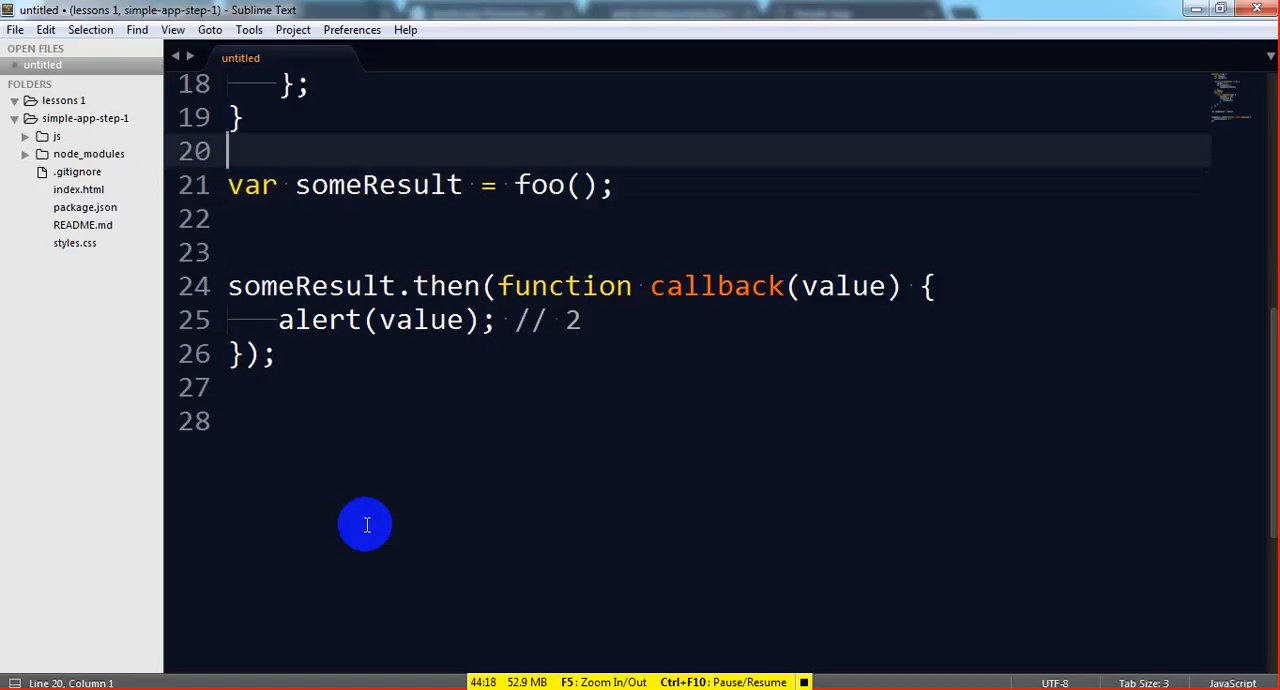 untitled • (lessons 1, simple-app-step-1) - Sublime Text
File Edit Selection Find View Goto Tools Project Preferences Help
OPEN FILES
untitled
FOLDERS
lessons 1
simple-app-step-1
js
node_modules
.gitignore
index.html
package.json
README.md
styles.css
untitled
18 };
19 }
20
21 var someResult = foo();
22
23
24 someResult.then(function callback(value) {
25 alert(value); // 2
26 });
27
28
Line 20, Column 1
44:18 52.9 MB F5: Zoom In/Out Ctrl+F10: Pause/Resume
UTF-8 Tab Size: 3 JavaScript